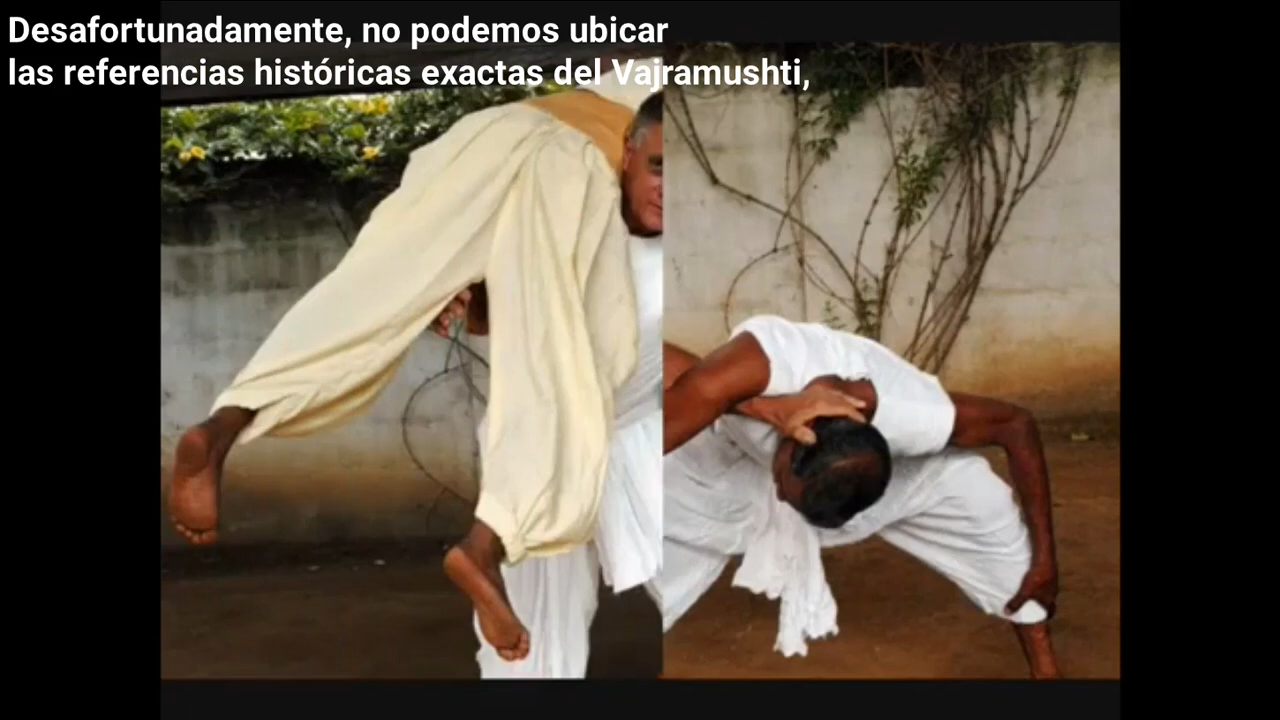 Desafortunadamente, no podemos ubicar
las referencias históricas exactas del Vajramushti,